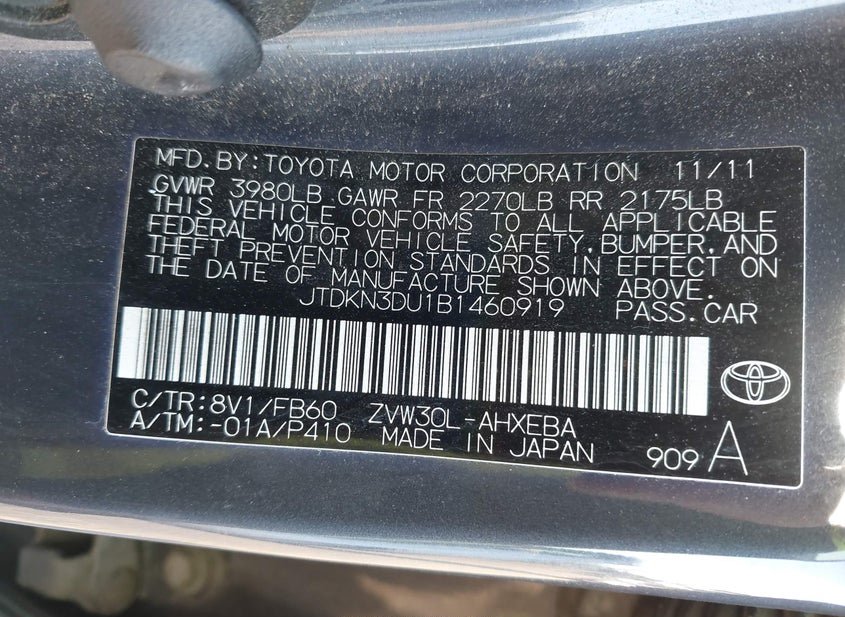 MFD. BY: TOYOTA MOTOR CORPORATION 11/11
GVWR 3980LB GAWR FR 2270LB RR 2175LB
THIS VEHICLE CONFORMS TO ALL APPLICABLE
FEDERAL MOTOR VEHICLE SAFETY, BUMPER, AND
THEFT PREVENTION STANDARDS IN EFFECT ON
THE DATE OF MANUFACTURE SHOWN ABOVE.
JTDKN3DU1B1460919 PASS. CAR
C/TR: 8V1/FB60 ZVW30L-AHXEBA
A/TM: -01A/P410 MADE IN JAPAN 909 A